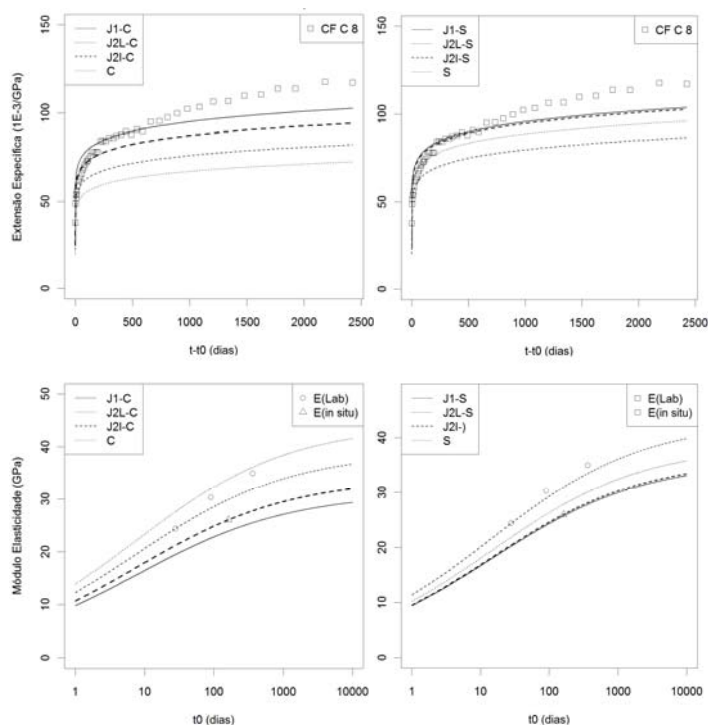 J1-C
J2L-C
J2I-C
C
CF C 8
Extensão Específica (1E-3/GPa)
150
100
50
0
0
500
1000
1500
2000
2500
t-t0 (dias)
J1-S
J2L-S
J2I-S
S
CF C 8
150
100
50
0
0
500
1000
1500
2000
2500
t-t0 (dias)
J1-C
J2L-C
J2I-C
C
E(Lab)
E(in situ)
Módulo Elasticidade (GPa)
50
40
30
20
10
0
1
10
100
1000
10000
t0 (dias)
J1-S
J2L-S
J2I-)
S
E(Lab)
E(in situ)
40
30
20
10
0
1
10
100
1000
10000
t0 (dias)